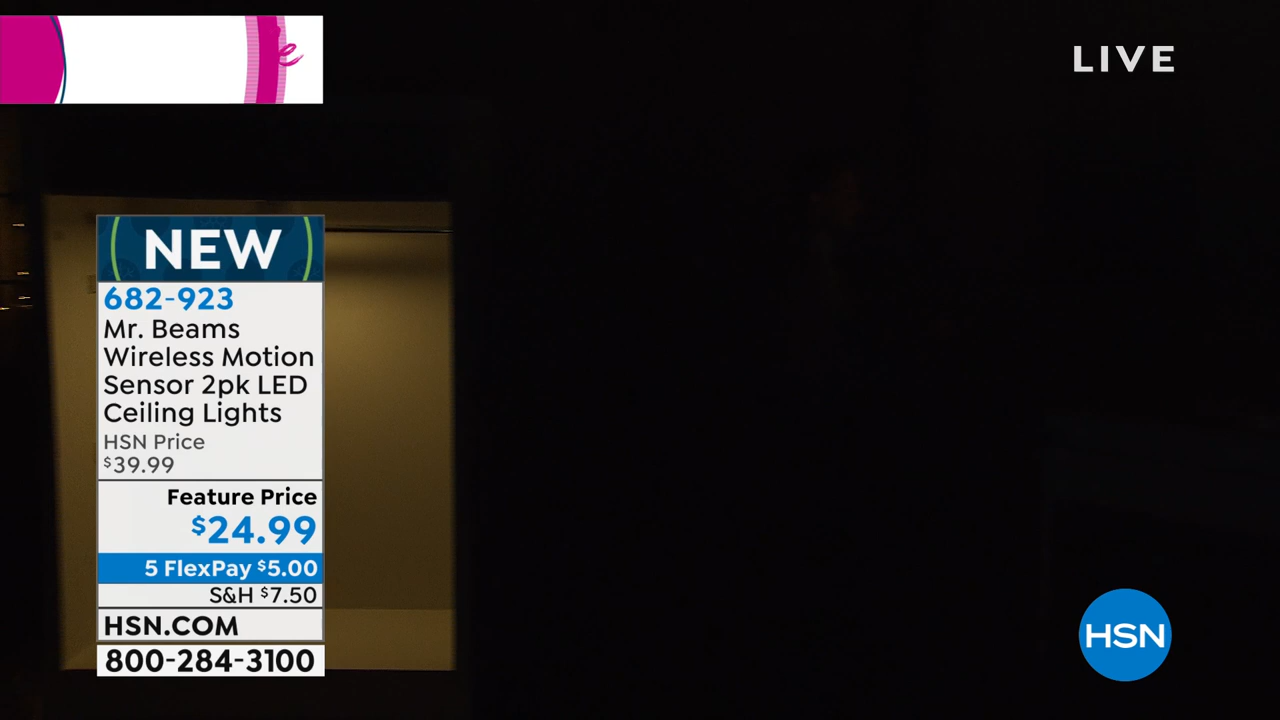 LIVE
NEW
682-923
Mr. Beams
Wireless Motion
Sensor 2pk LED
Ceiling Lights
HSN Price
$39.99
Feature Price
$24.99
5 FlexPay $5.00
S&H $7.50
HSN.COM
800-284-3100
HSN